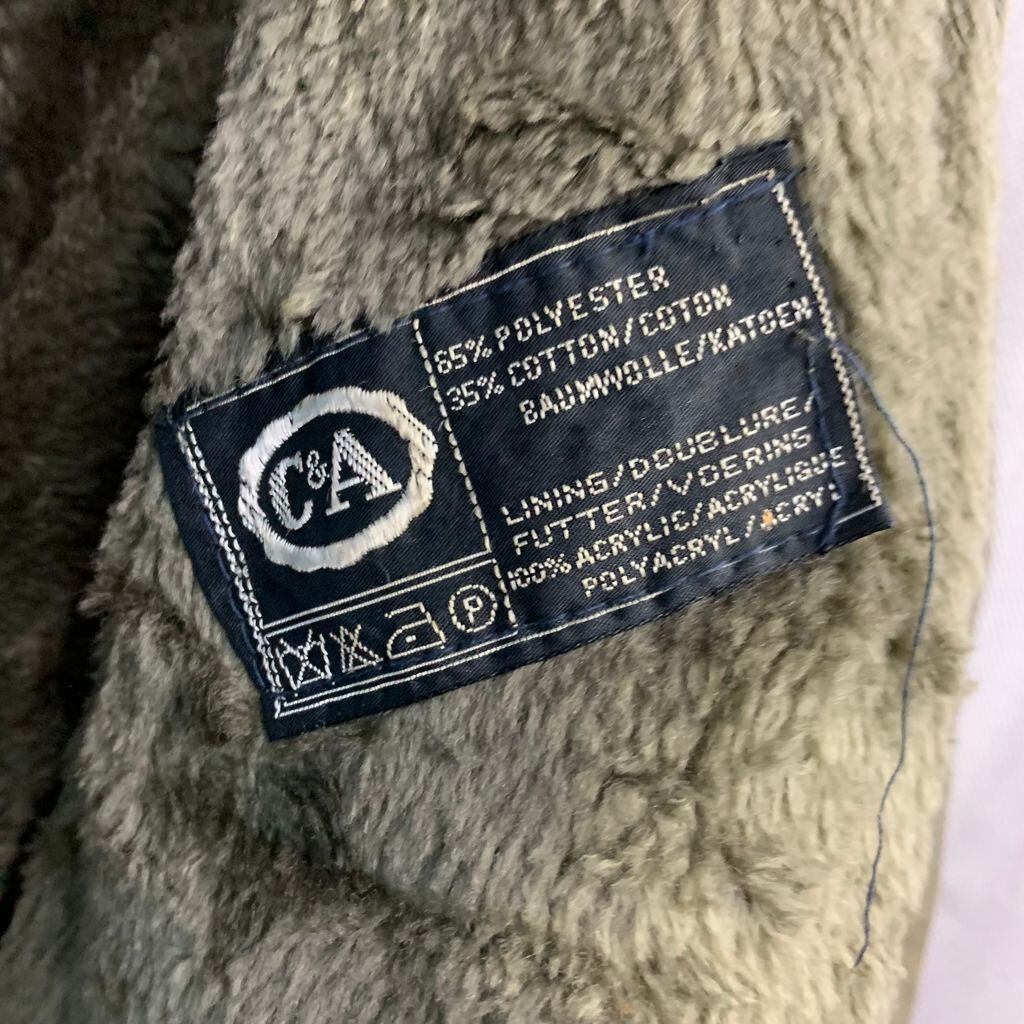 C&A
65% POLYESTER
35% COTTON/COTON
BAUMWOLLE/KATOEN
LINING/DOUBLURE/
FUTTER/VOERING
100% ACRYLIC/ACRYLIQUE
POLYACRYL/ACRYL
P